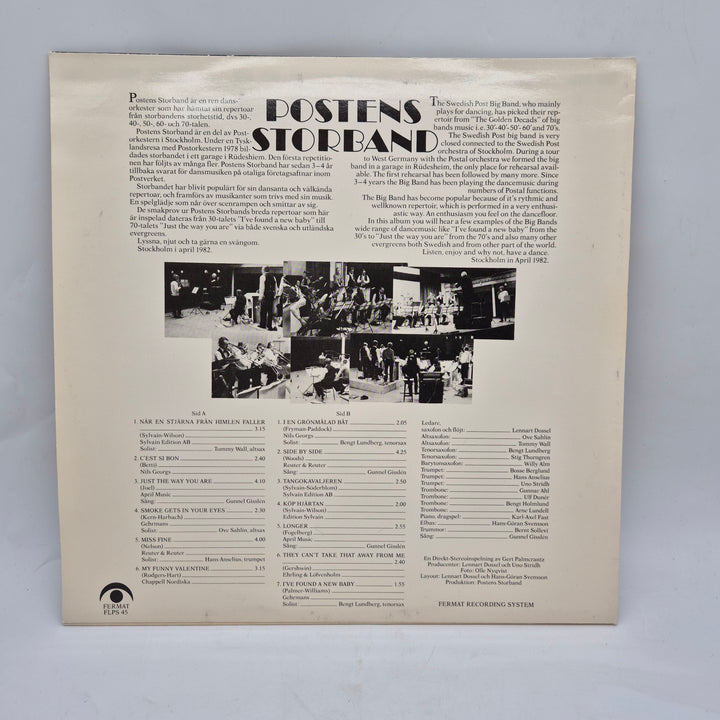 POSTENS
STORBAND
Postens Storband är en ren dans-
orkester som har hämtat sin repertoar
från storbandens storhetstid, dvs 30-,
40-, 50-, 60- och 70-talen.
Postens Storband är en del av Post-
orkestern i Stockholm. Under en Tysk-
landsresa med Postorkestern 1978 bil-
dades storbandet i ett garage i Rüdesheim. Den första repetitio-
nen har följts av många fler. Postens Storband har sedan 3–4 år
tillbaka svarat för dansmusiken på otaliga företagsaftnar inom
Postverket.
Storbandet har blivit populärt för sin dansanta och välkända
repertoar, och framförs av musikanter som trivs med sin musik.
En spelglädje som når över scenrampen och smittar av sig.
De smakprov ur Postens Storbands breda repertoar som här
är inspelad dateras från 30-talets "I've found a new baby" till
70-talets "Just the way you are" via både svenska och utländska
evergreens.
Lyssna, njut och ta gärna en svängom.
Stockholm i april 1982.
The Swedish Post Big Band, who mainly
plays for dancing, has picked their rep-
ertoir from "The Golden Decads" of big
bands music i.e. 30'-40'-50'- 60' and 70's.
The Swedish Post big band is very
closed connected to the Swedish Post
orchestra of Stockholm. During a tour
to West Germany with the Postal orchestra we formed the big
band in a garage in Rüdesheim, the only place for rehearsal avail-
able. The first rehearsal has been followed by many more. Since
3–4 years the Big Band has been playing the dancemusic during
numbers of Postal functions.
The Big Band has become popular because of it's rythmic and
wellknown repertoir, which is performed in a very enthusi-
astic way. An enthusiasm you feel on the dancefloor.
In this album you will hear a few examples of the Big Bands
wide range of dancemusic like "I've found a new baby" from the
30's to "Just the way you are" from the 70's and also many other
evergreens both Swedish and from other part of the world.
Listen, enjoy and why not, have a dance.
Stockholm in April 1982.
Sid A
1. NÄR EN STJÄRNA FRÅN HIMLEN FALLER
3.15
(Sylvain-Wilson)
Sylvain Edition AB
Solist: Tommy Wall, altsax
2. C'EST SI BON 2.40
(Betti)
Nils Georgs
3. JUST THE WAY YOU ARE 4.10
(Joel)
April Music
Sång: Gunnel Gisslén
4. SMOKE GETS IN YOUR EYES 2.30
(Kern-Harbach)
Gehrmans
Solist: Ove Sahlin, altsax
5. MISS FINE 4.00
(Nelson)
Reuter & Reuter
Solist: Hans Anselius, trumpet
6. MY FUNNY VALENTINE 3.15
(Rodgers-Hart)
Chappell Nordiska
Sid B
1. I EN GRÖNMÅLAD BÅT 2.05
(Fryman-Paddock)
Nils Georgs
Solist: Bengt Lundberg, tenorsax
2. SIDE BY SIDE 4.25
(Woods)
Reuter & Reuter
Sång: Gunnel Gisslén
3. TANGOKAVALJEREN 2.50
(Sylvain-Söderblom)
Sylvain Edition AB
4. KÖP HJÄRTAN 2.00
(Sylvain-Wilson)
Edition Sylvain
5. LONGER 2.55
(Fogelberg)
April Music
Sång: Gunnel Gisslén
6. THEY CAN'T TAKE THAT AWAY FROM ME
2.40
(Gershwin)
Ehrling & Löfvenholm
7. I'VE FOUND A NEW BABY 1.55
(Palmer-Williams)
Gehrmans
Solist: Bengt Lundberg, tenorsax
Ledare,
saxofon och flöjt: Lennart Dossel
Altsaxofon: Ove Sahlin
Altsaxofon: Tommy Wall
Tenorsaxofon: Bengt Lundberg
Tenorsaxofon: Stig Thorngren
Barytonsaxofon: Willy Alm
Trumpet: Bosse Berglund
Trumpet: Hans Anselius
Trumpet: Uno Stridh
Trombone: Gunnar Ahl
Trombone: Ulf Dunér
Trombone: Bengt Holmlund
Trombone: Arne Lundell
Piano, dragspel: Karl-Axel Fast
Elbas: Hans-Göran Svensson
Trummor: Bernt Sollevi
Sång: Gunnel Gisslén
En Direkt-Stereoinspelning av Gert Palmcrantz
Producenter: Lennart Dossel och Uno Stridh
Foto: Olle Nyqvist
Layout: Lennart Dossel och Hans-Göran Svensson
Produktion: Postens Storband
FERMAT
FLPS 45
FERMAT RECORDING SYSTEM